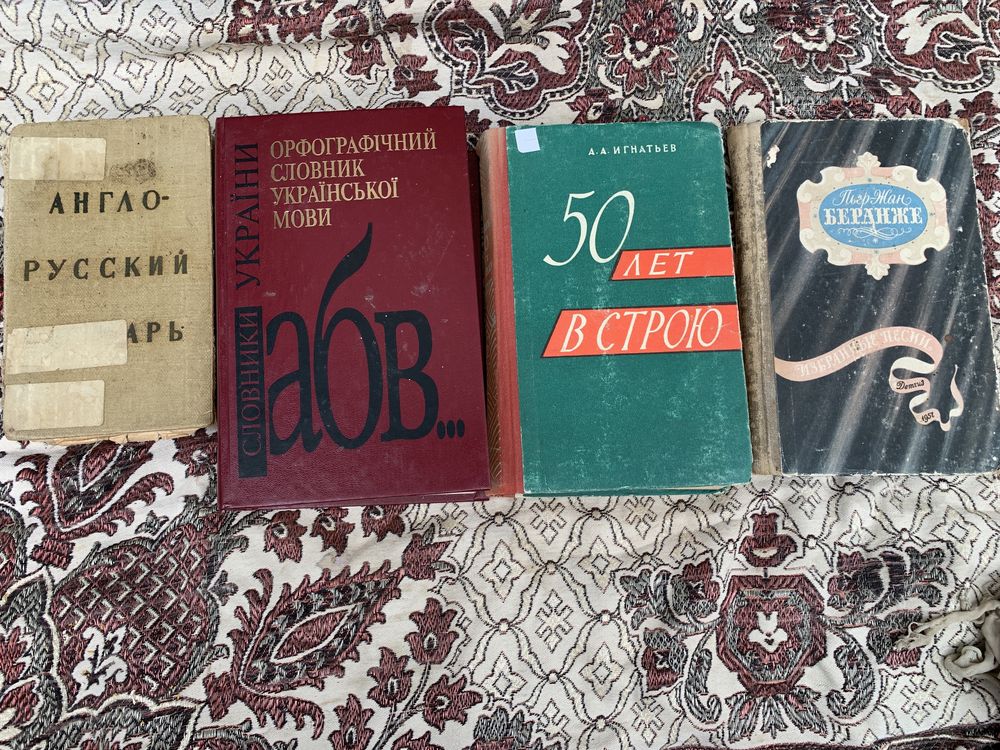 АНГЛО-
РУССКИЙ
АРЬ
СЛОВНИКИ УКРАЇНИ
ОРФОГРАФІЧНИЙ
СЛОВНИК
УКРАЇНСЬКОЇ
МОВИ
абв...
А. А. ИГНАТЬЕВ
50
ЛЕТ
В СТРОЮ
Пьер-Жан
БЕРАНЖЕ
ИЗБРАННЫЕ ПЕСНИ
Детгиз
1957